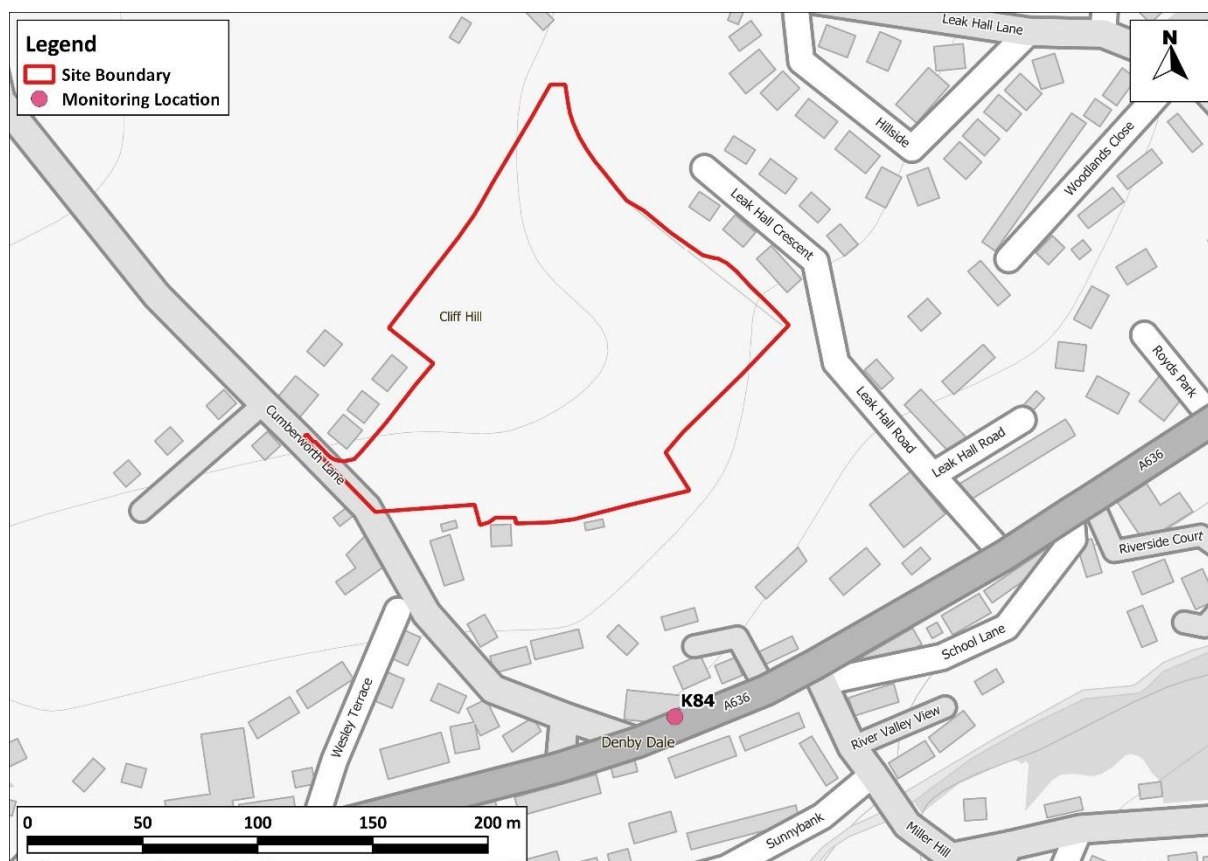 Legend
Site Boundary
Monitoring Location
Leak Hall Lane
N
Hillside
Woodlands Close
Leak Hall Crescent
Cliff Hill
Royds Park
Cumberworth Lane
Leak Hall Road
Leak Hall Road
A636
Riverside Court
School Lane
Wesley Terrace
K84
A636
Denby Dale
River Valley View
Sunnybank
Miller Hill
0 50 100 150 200 m